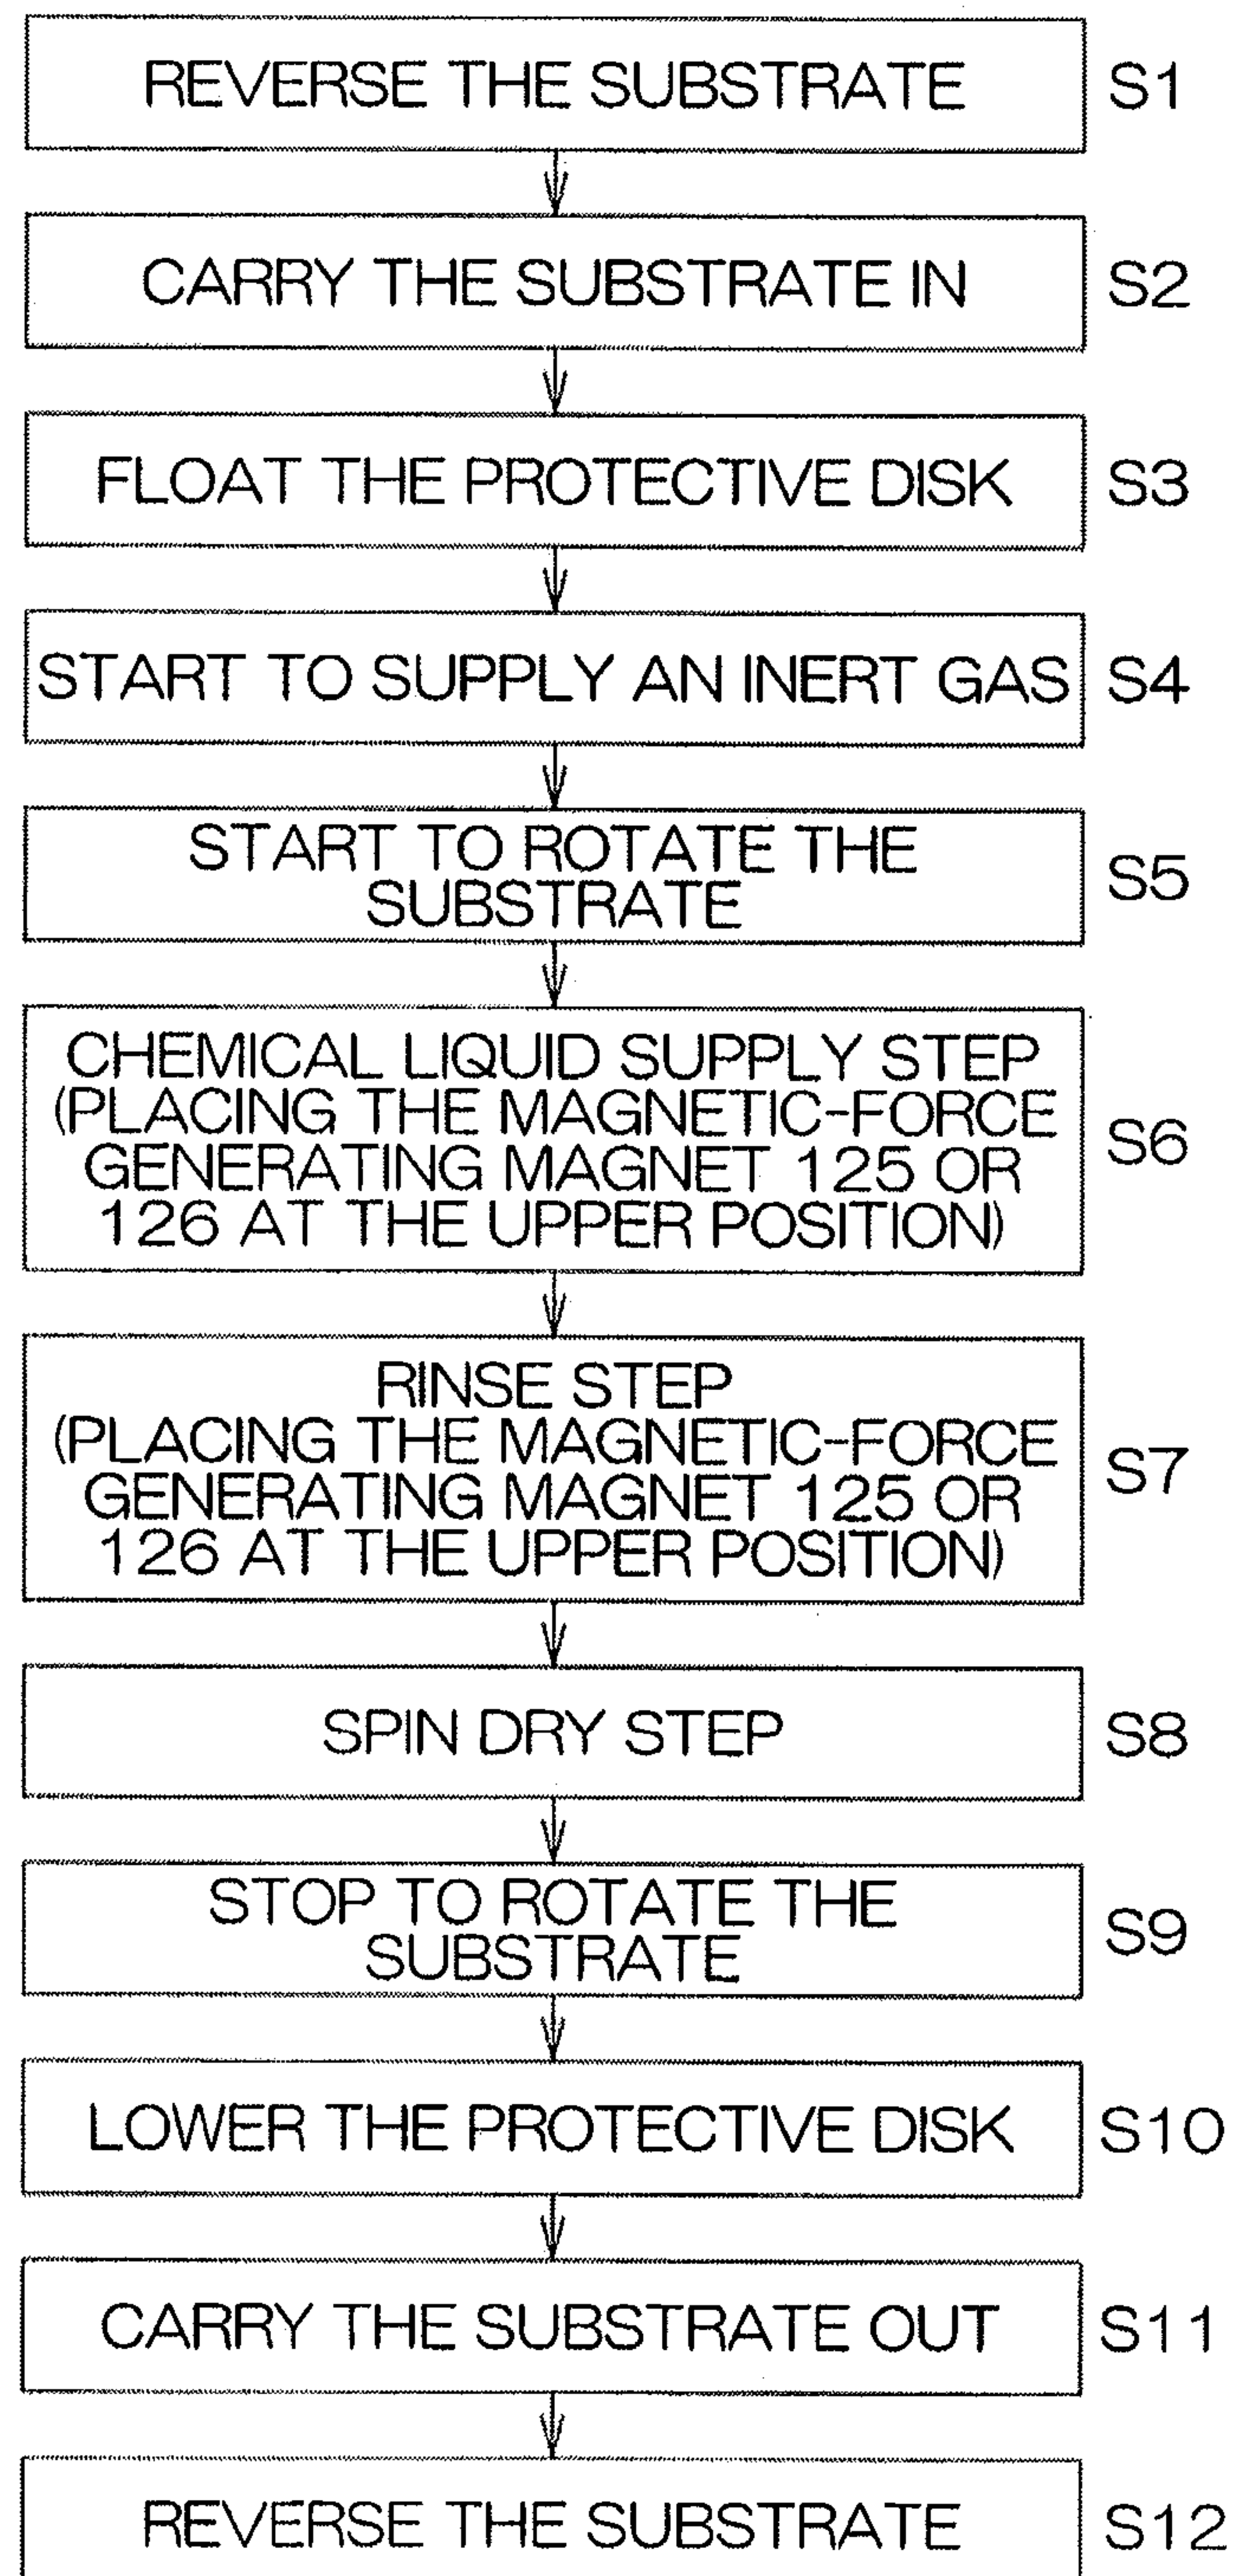 REVERSE THE SUBSTRATE S1
CARRY THE SUBSTRATE IN S2
FLOAT THE PROTECTIVE DISK S3
START TO SUPPLY AN INERT GAS S4
START TO ROTATE THE
SUBSTRATE
S5
CHEMICAL LIQUID SUPPLY STEP
(PLACING THE MAGNETIC-FORCE
GENERATING MAGNET 125 OR
126 AT THE UPPER POSITION)
S6
RINSE STEP
(PLACING THE MAGNETIC-FORCE
GENERATING MAGNET 125 OR
126 AT THE UPPER POSITION)
S7
SPIN DRY STEP S8
STOP TO ROTATE THE
SUBSTRATE
S9
LOWER THE PROTECTIVE DISK S10
CARRY THE SUBSTRATE OUT S11
REVERSE THE SUBSTRATE S12